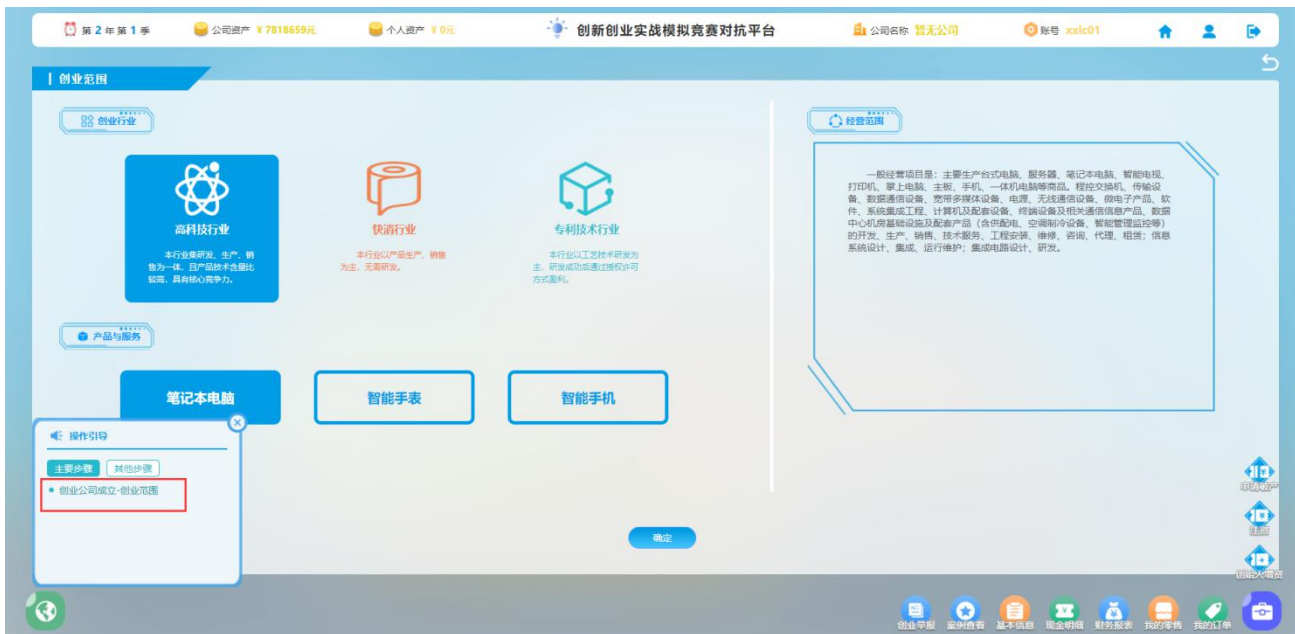 第 2 年 第 1 季
公司资产 ¥ 7818659元
个人资产 ¥ 0元
创新创业实战模拟竞赛对抗平台
公司名称 暂无公司
账号 xxlc01
创业范围
创业行业
高科技行业
本行业集研发、生产、销
售为一体，且产品技术含量比
较高，具有核心竞争力。
快消行业
本行业以产品生产、销售
为主，无需研发。
专利技术行业
本行业以工艺技术研发为
主，研发成功后通过授权许可
方式盈利。
经营范围
一般经营项目是：主要生产台式电脑、服务器、笔记本电脑、智能电视、
打印机、掌上电脑、主板、手机、一体机电脑等商品。程控交换机、传输设
备、数据通信设备、宽带多媒体设备、电源、无线通信设备、微电子产品、软
件、系统集成工程、计算机及配套设备、终端设备及相关通信信息产品、数据
中心机房基础设施及配套产品（含供配电、空调制冷设备、智能管理监控等）
的开发、生产、销售、技术服务、工程安装、维修、咨询、代理、租赁；信息
系统设计、集成、运行维护；集成电路设计、研发。
产品与服务
笔记本电脑
智能手表
智能手机
操作引导
主要步骤
其他步骤
创业公司成立-创业范围
确定
申请破产
注资
创始人增资
创业早报
案例查看
基本信息
现金明细
财务报表
我的零售
我的订单